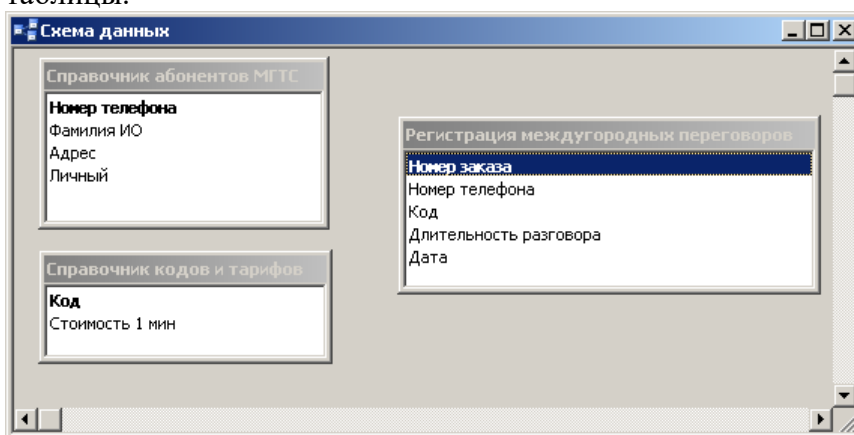 таблицы.
Схема данных
Справочник абонентов МГТС
Номер телефона
Фамилия ИО
Адрес
Личный
Регистрация междугородных переговоров
Номер заказа
Номер телефона
Код
Длительность разговора
Дата
Справочник кодов и тарифов
Код
Стоимость 1 мин